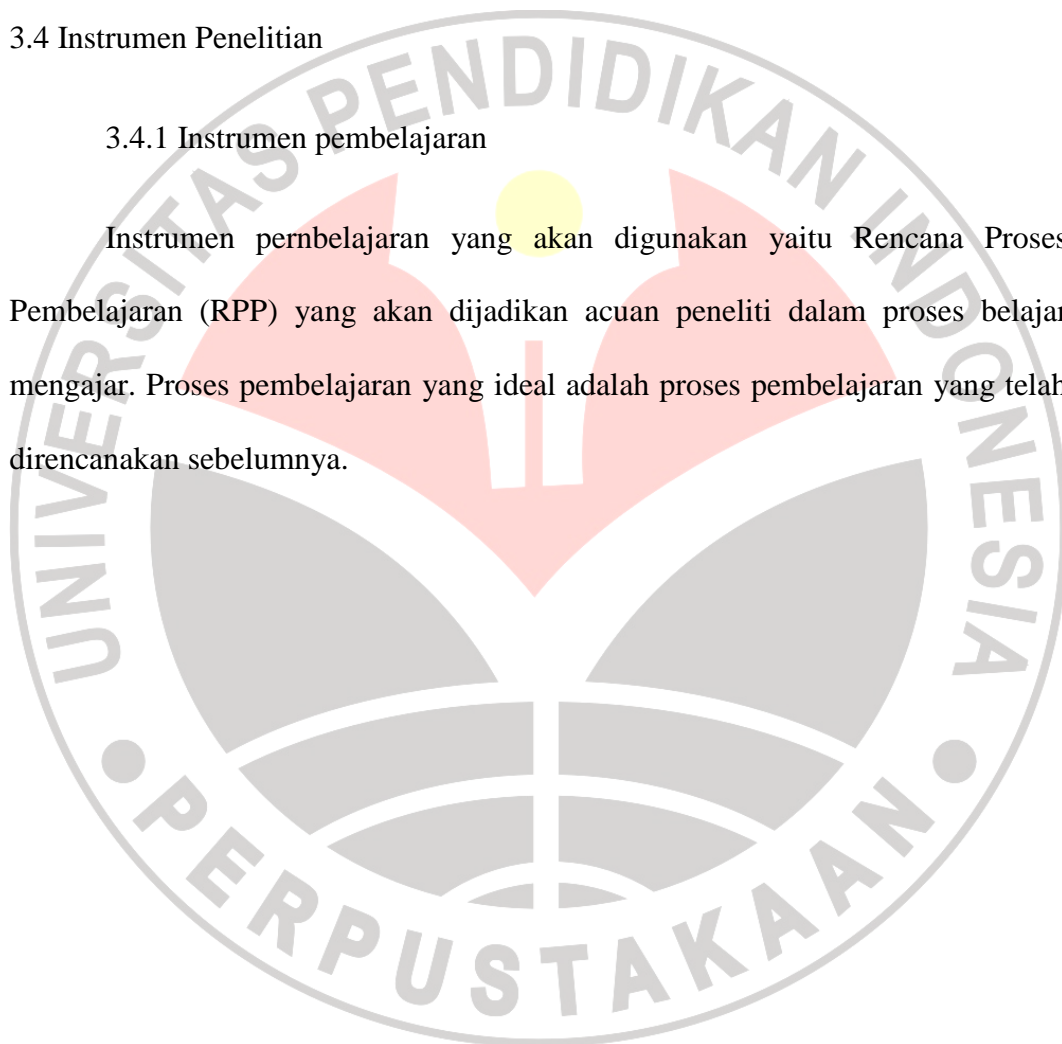 3.4 Instrumen Penelitian
3.4.1 Instrumen pembelajaran
Instrumen pernbelajaran yang akan digunakan yaitu Rencana Proses
Pembelajaran (RPP) yang akan dijadikan acuan peneliti dalam proses belajar
mengajar. Proses pembelajaran yang ideal adalah proses pembelajaran yang telah
direncanakan sebelumnya.
UNIVERSITAS PENDIDIKAN INDONESIA
PERPUSTAKAAN